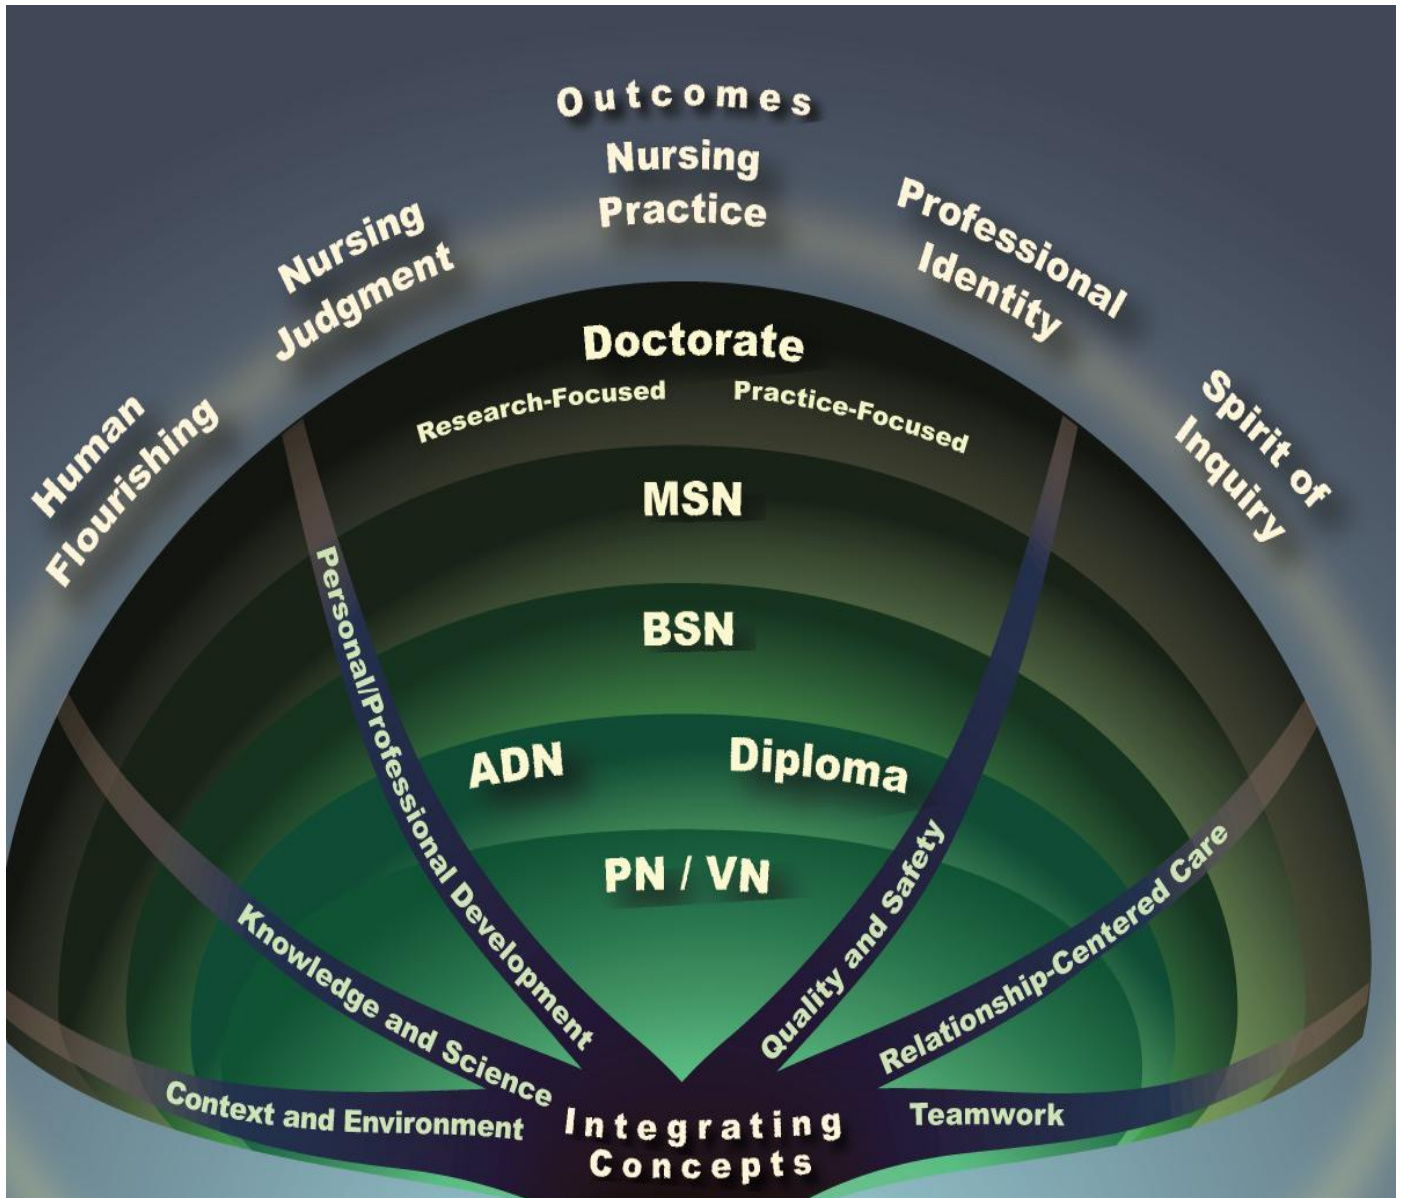 Outcomes
Nursing
Practice
Nursing
Judgment
Professional
Identity
Human
Flourishing
Spirit of
Inquiry
Doctorate
Research-Focused
Practice-Focused
MSN
BSN
ADN
Diploma
PN / VN
Personal/Professional Development
Quality and Safety
Knowledge and Science
Relationship-Centered Care
Context and Environment
Teamwork
Integrating
Concepts